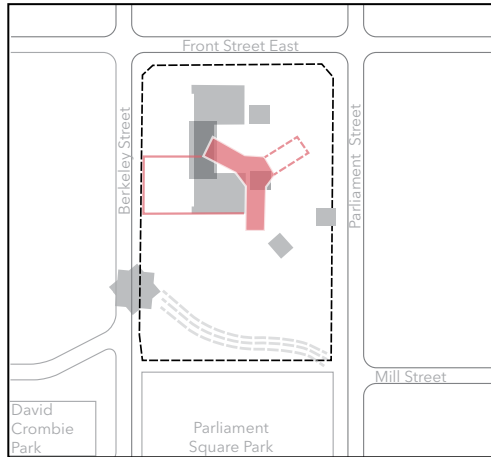 Front Street East
Berkeley Street
Parliament Street
Mill Street
David
Crombie
Park
Parliament
Square Park